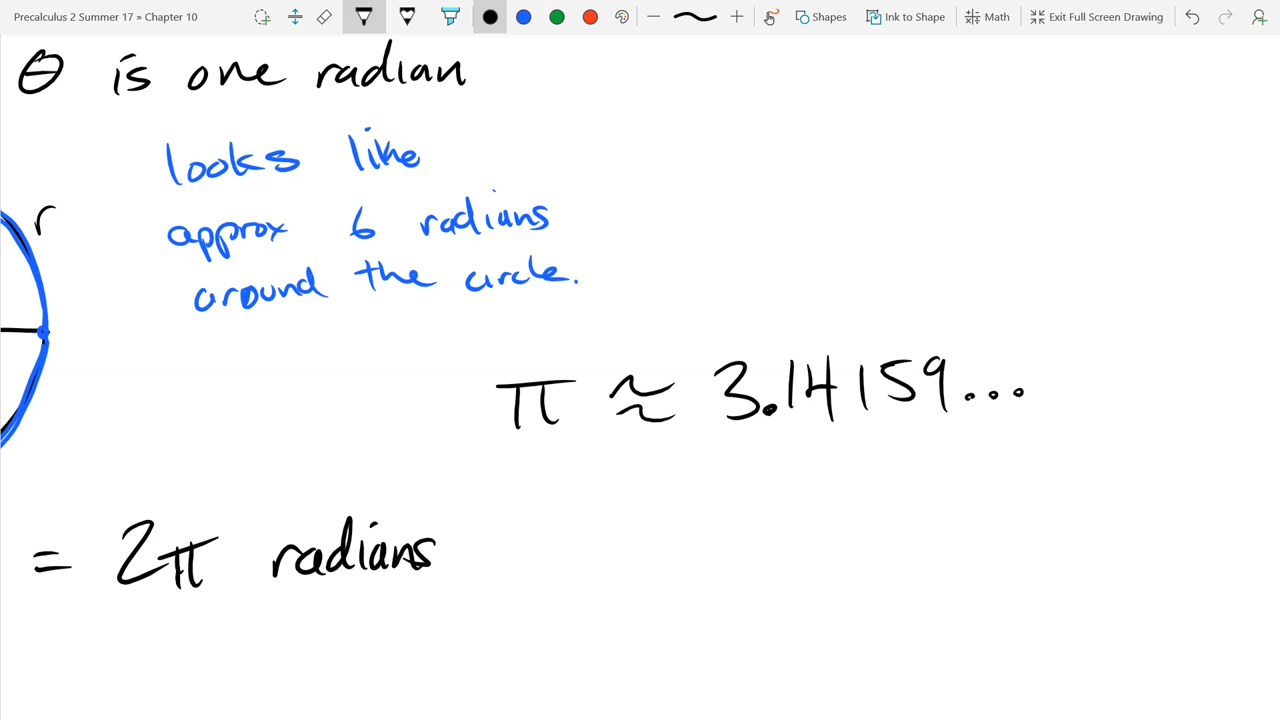 Precalculus 2 Summer 17 » Chapter 10
Shapes
Ink to Shape
Math
Exit Full Screen Drawing
θ is one radian
looks like
r
approx 6 radians
around the circle.
π ≈ 3.14159...
= 2π radians